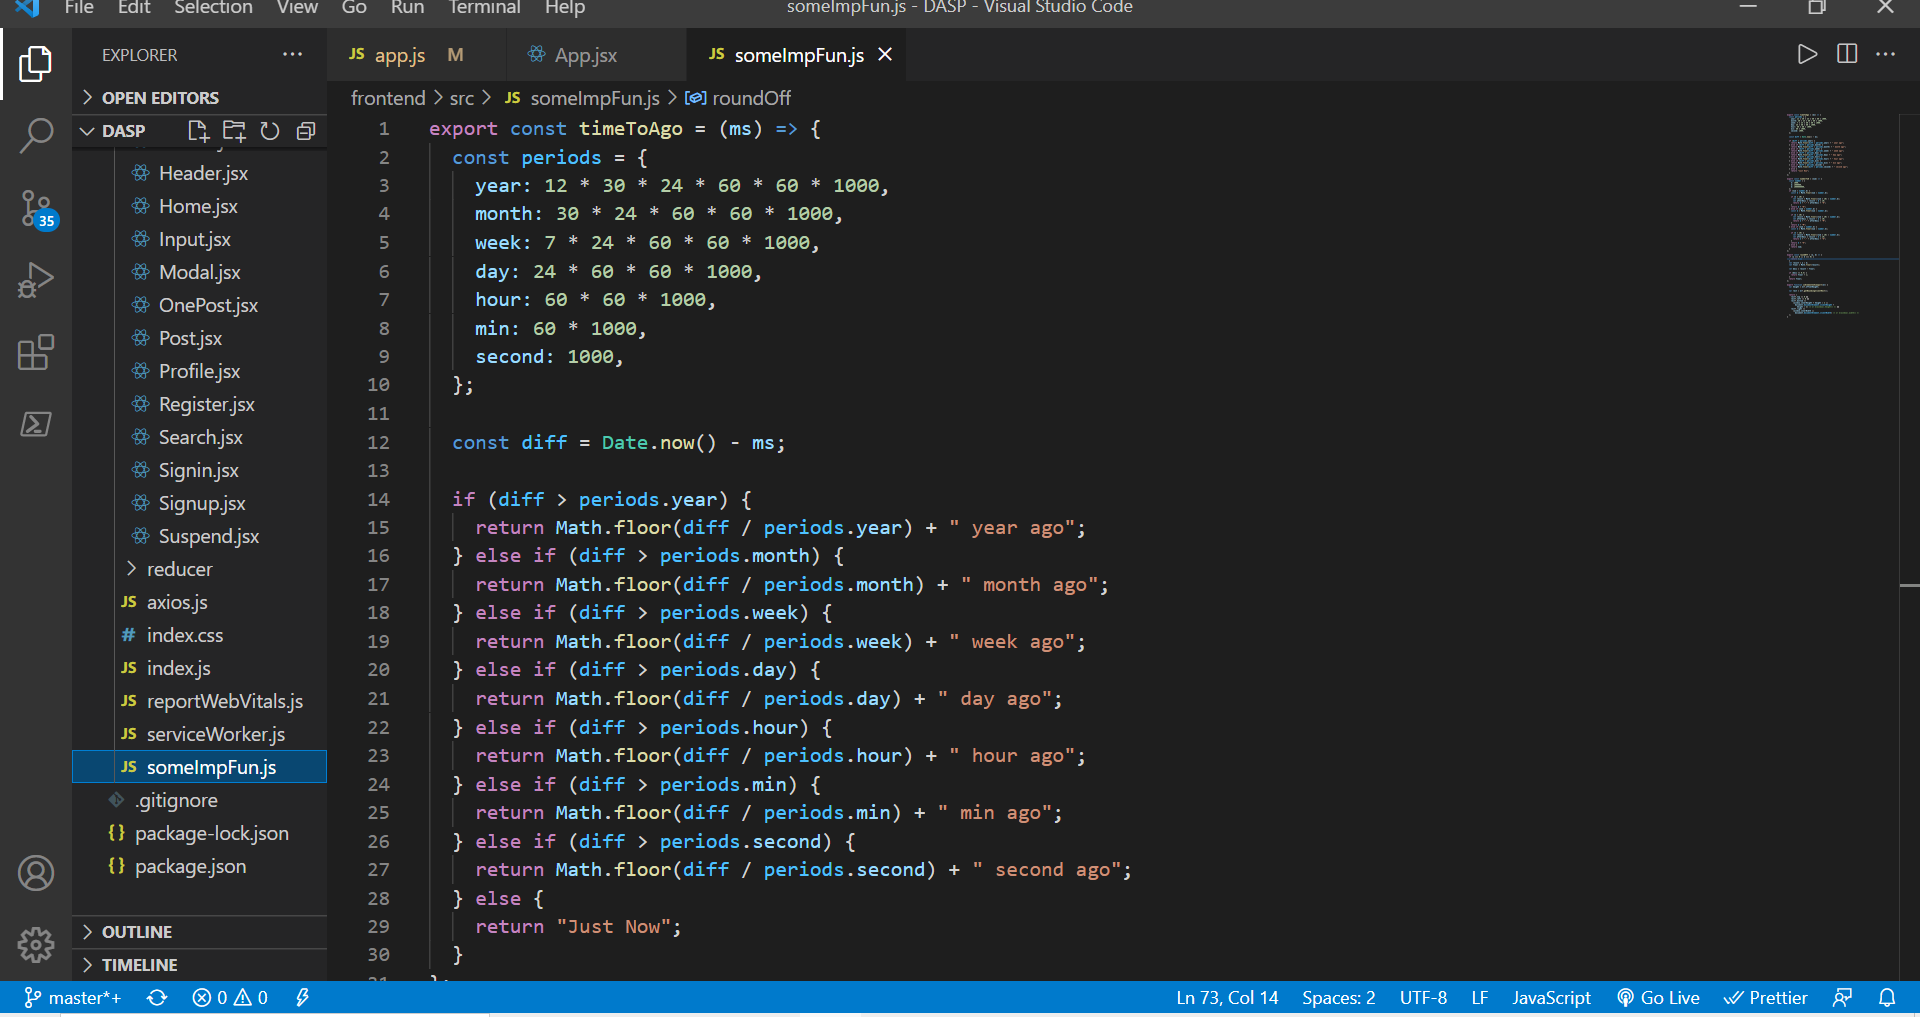 File Edit Selection View Go Run Terminal Help
someImpFun.js - DASP - Visual Studio Code
EXPLORER ···
OPEN EDITORS
DASP
Header.jsx
Home.jsx
Input.jsx
Modal.jsx
OnePost.jsx
Post.jsx
Profile.jsx
Register.jsx
Search.jsx
Signin.jsx
Signup.jsx
Suspend.jsx
reducer
JS axios.js
# index.css
JS index.js
JS reportWebVitals.js
JS serviceWorker.js
JS someImpFun.js
.gitignore
{} package-lock.json
{} package.json
OUTLINE
TIMELINE
35
JS app.js M
App.jsx
JS someImpFun.js
frontend > src > JS someImpFun.js > roundOff
1 export const timeToAgo = (ms) => {
2 const periods = {
3 year: 12 * 30 * 24 * 60 * 60 * 1000,
4 month: 30 * 24 * 60 * 60 * 1000,
5 week: 7 * 24 * 60 * 60 * 1000,
6 day: 24 * 60 * 60 * 1000,
7 hour: 60 * 60 * 1000,
8 min: 60 * 1000,
9 second: 1000,
10 };
11
12 const diff = Date.now() - ms;
13
14 if (diff > periods.year) {
15 return Math.floor(diff / periods.year) + " year ago";
16 } else if (diff > periods.month) {
17 return Math.floor(diff / periods.month) + " month ago";
18 } else if (diff > periods.week) {
19 return Math.floor(diff / periods.week) + " week ago";
20 } else if (diff > periods.day) {
21 return Math.floor(diff / periods.day) + " day ago";
22 } else if (diff > periods.hour) {
23 return Math.floor(diff / periods.hour) + " hour ago";
24 } else if (diff > periods.min) {
25 return Math.floor(diff / periods.min) + " min ago";
26 } else if (diff > periods.second) {
27 return Math.floor(diff / periods.second) + " second ago";
28 } else {
29 return "Just Now";
30 }
master*+ 0 0
Ln 73, Col 14 Spaces: 2 UTF-8 LF JavaScript Go Live Prettier